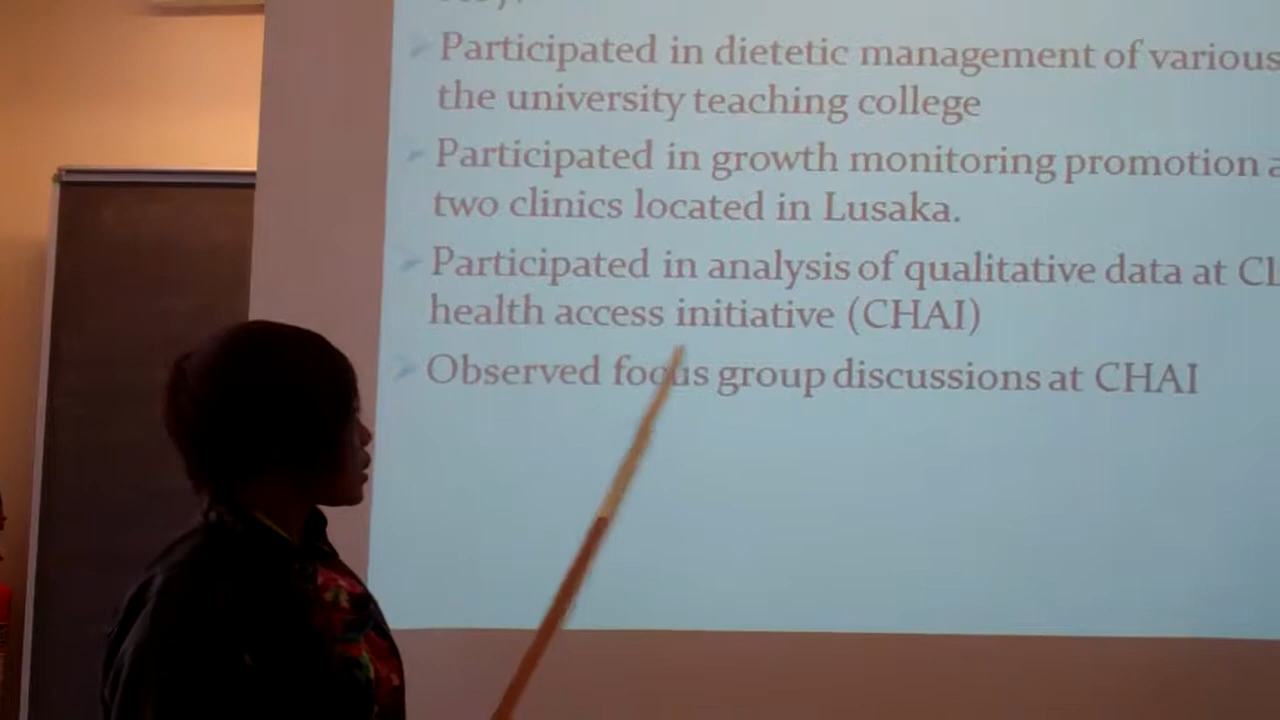 Participated in dietetic management of various
the university teaching college
Participated in growth monitoring promotion
two clinics located in Lusaka.
Participated in analysis of qualitative data at
health access initiative (CHAI)
Observed focus group discussions at CHAI